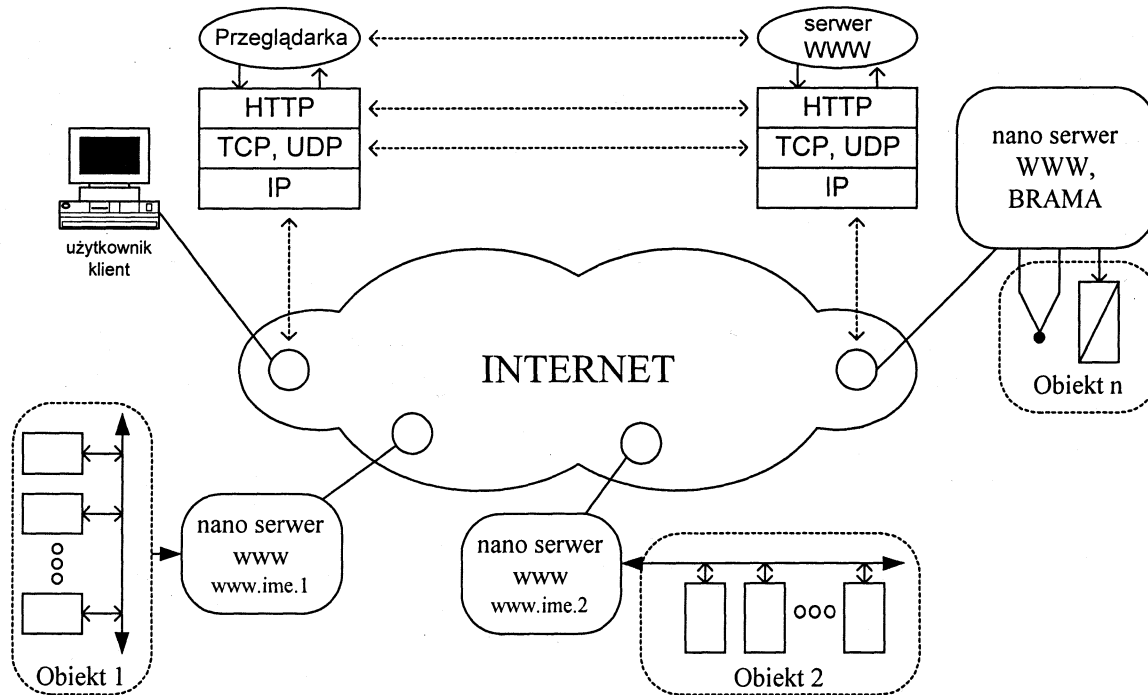 Przeglądarka
serwer
WWW
HTTP
TCP, UDP
IP
HTTP
TCP, UDP
IP
nano serwer
WWW,
BRAMA
użytkownik
klient
INTERNET
Obiekt n
nano serwer
www
www.ime.1
Obiekt 1
nano serwer
www
www.ime.2
Obiekt 2